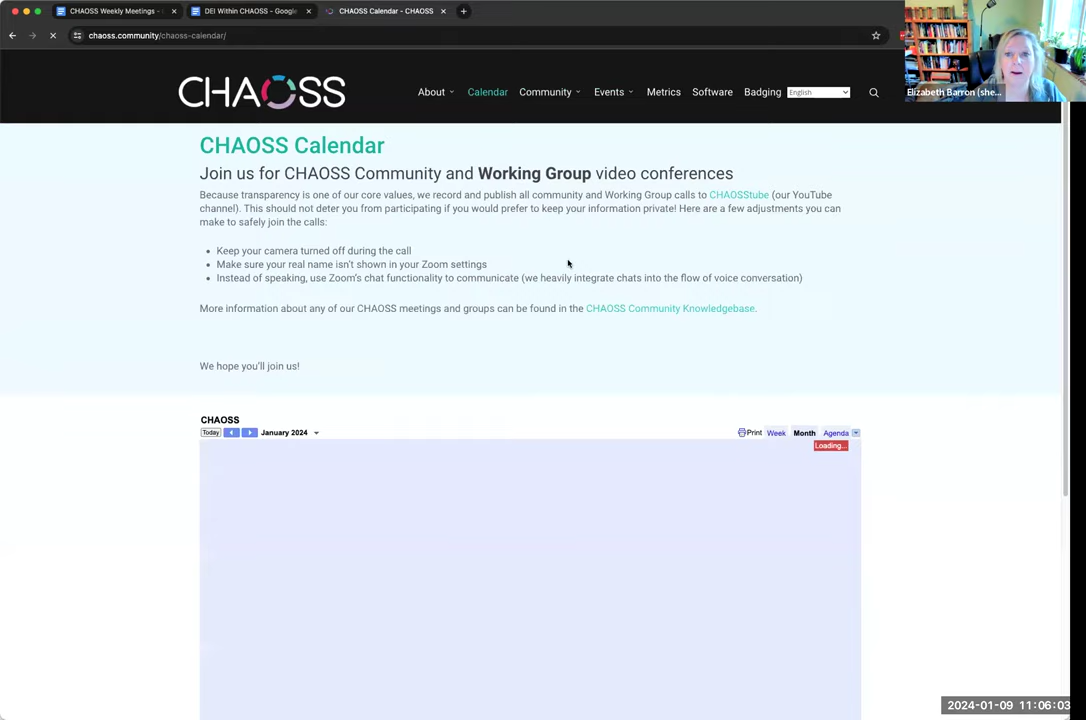 CHAOSS Weekly Meetings -
DEI Within CHAOSS - Google
CHAOSS Calendar - CHAOSS
chaoss.community/chaoss-calendar/
Elizabeth Barron (she...
CHAOSS
About
Calendar
Community
Events
Metrics
Software
Badging
English
CHAOSS Calendar
Join us for CHAOSS Community and Working Group video conferences
Because transparency is one of our core values, we record and publish all community and Working Group calls to CHAOSStube (our YouTube
channel). This should not deter you from participating if you would prefer to keep your information private! Here are a few adjustments you can
make to safely join the calls:
Keep your camera turned off during the call
Make sure your real name isn't shown in your Zoom settings
Instead of speaking, use Zoom's chat functionality to communicate (we heavily integrate chats into the flow of voice conversation)
More information about any of our CHAOSS meetings and groups can be found in the CHAOSS Community Knowledgebase.
We hope you'll join us!
CHAOSS
Today January 2024 Print Week Month Agenda
Loading...
2024-01-09 11:06:03